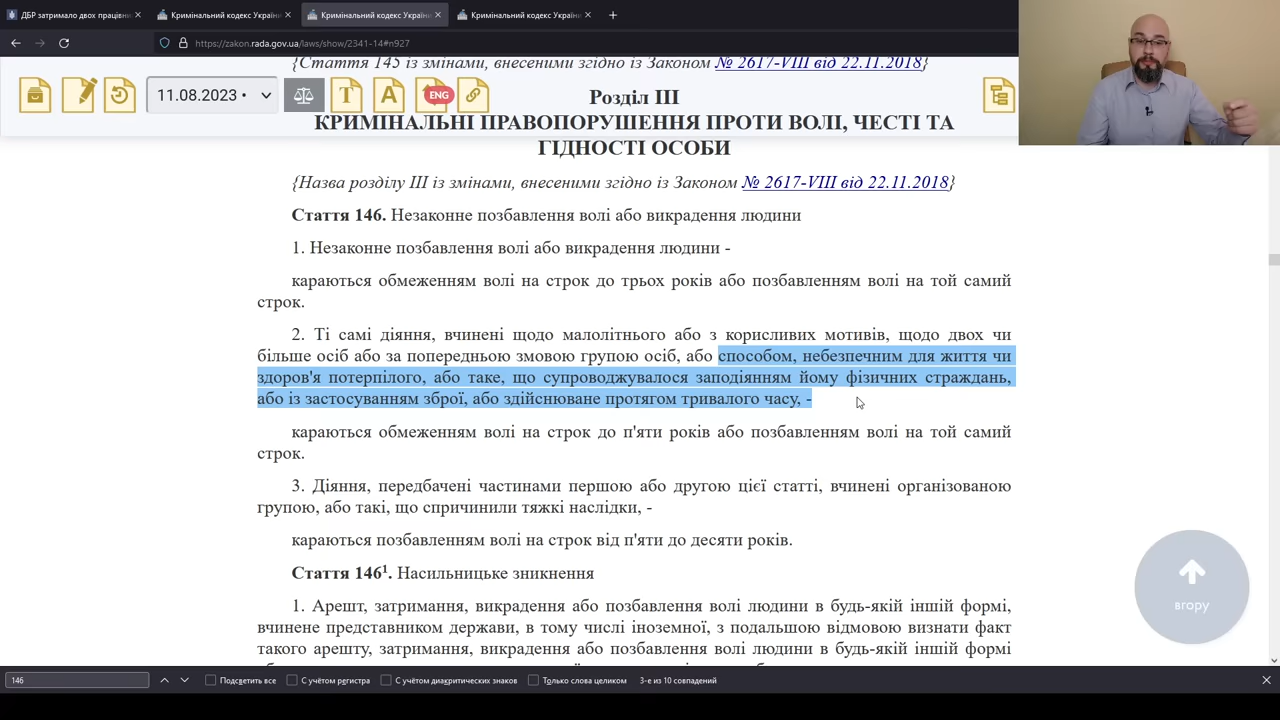 ДБР затримало двох працівни
Кримінальний кодекс Україн
Кримінальний кодекс Україн
Кримінальний кодекс Україн
https://zakon.rada.gov.ua/laws/show/2341-14#n927
{Стаття 145 із змінами, внесеними згідно із Законом № 2617-VIII від 22.11.2018}
11.08.2023 •
T
A
ENG
Розділ III
КРИМІНАЛЬНІ ПРАВОПОРУШЕННЯ ПРОТИ ВОЛІ, ЧЕСТІ ТА
ГІДНОСТІ ОСОБИ
{Назва розділу III із змінами, внесеними згідно із Законом № 2617-VIII від 22.11.2018}
Стаття 146. Незаконне позбавлення волі або викрадення людини
1. Незаконне позбавлення волі або викрадення людини -
караються обмеженням волі на строк до трьох років або позбавленням волі на той самий
строк.
2. Ті самі діяння, вчинені щодо малолітнього або з корисливих мотивів, щодо двох чи
більше осіб або за попередньою змовою групою осіб, або способом, небезпечним для життя чи
здоров'я потерпілого, або таке, що супроводжувалося заподіянням йому фізичних страждань,
або із застосуванням зброї, або здійснюване протягом тривалого часу, -
караються обмеженням волі на строк до п'яти років або позбавленням волі на той самий
строк.
3. Діяння, передбачені частинами першою або другою цієї статті, вчинені організованою
групою, або такі, що спричинили тяжкі наслідки, -
караються позбавленням волі на строк від п'яти до десяти років.
Стаття 146¹. Насильницьке зникнення
1. Арешт, затримання, викрадення або позбавлення волі людини в будь-якій іншій формі,
вчинене представником держави, в тому числі іноземної, з подальшою відмовою визнати факт
такого арешту, затримання, викрадення або позбавлення волі людини в будь-якій іншій формі
вгору
146
Подсветить все
С учётом регистра
С учётом диакритических знаков
Только слова целиком
3-е из 10 совпадений